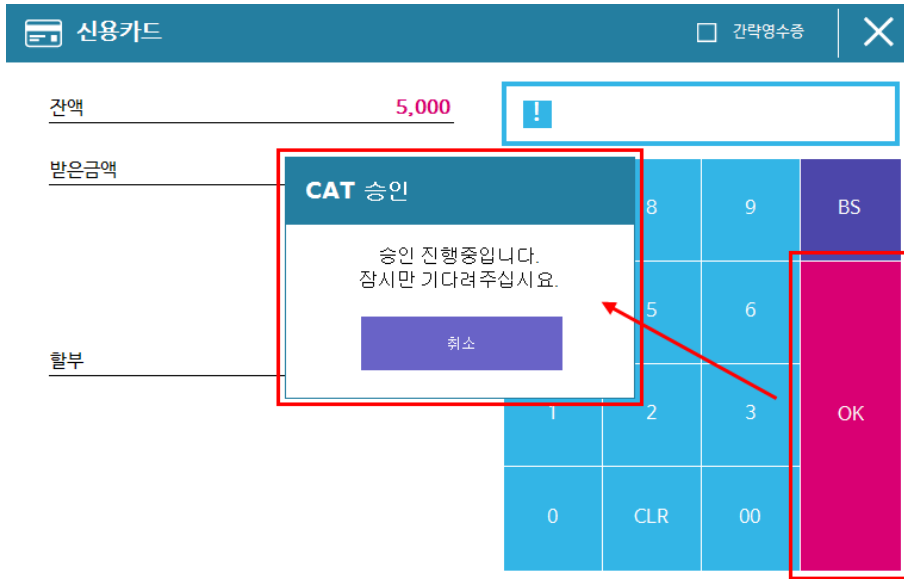 신용카드
간략영수증
잔액 5,000
!
받은금액
CAT 승인
승인 진행중입니다.
잠시만 기다려주십시요.
취소
할부
8 9 BS
5 6
1 2 3 OK
0 CLR 00